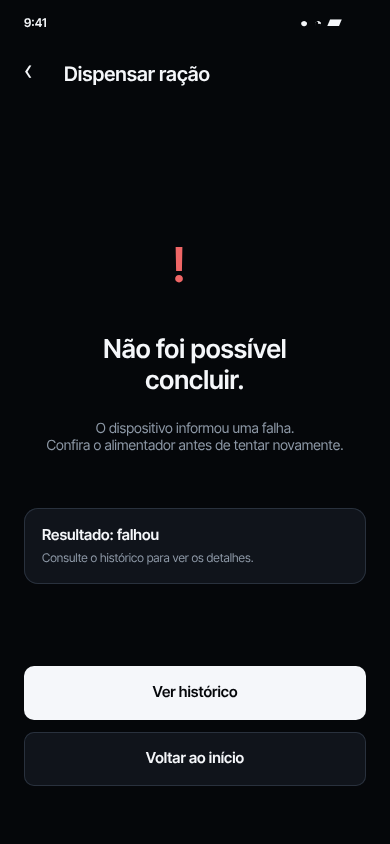 9:41
Dispensar ração
!
Não foi possível
concluir.
O dispositivo informou uma falha.
Confira o alimentador antes de tentar novamente.
Resultado: falhou
Consulte o histórico para ver os detalhes.
Ver histórico
Voltar ao início